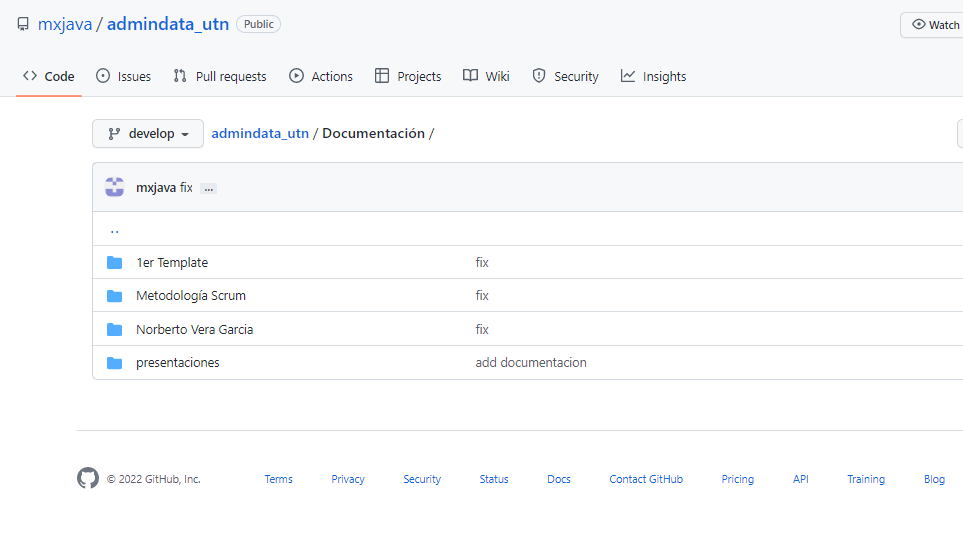 mxjava / admindata_utn Public
Watch
Code Issues Pull requests Actions Projects Wiki Security Insights
develop admindata_utn / Documentación /
mxjava fix ...
..
1er Template fix
Metodología Scrum fix
Norberto Vera Garcia fix
presentaciones add documentacion
© 2022 GitHub, Inc. Terms Privacy Security Status Docs Contact GitHub Pricing API Training Blog